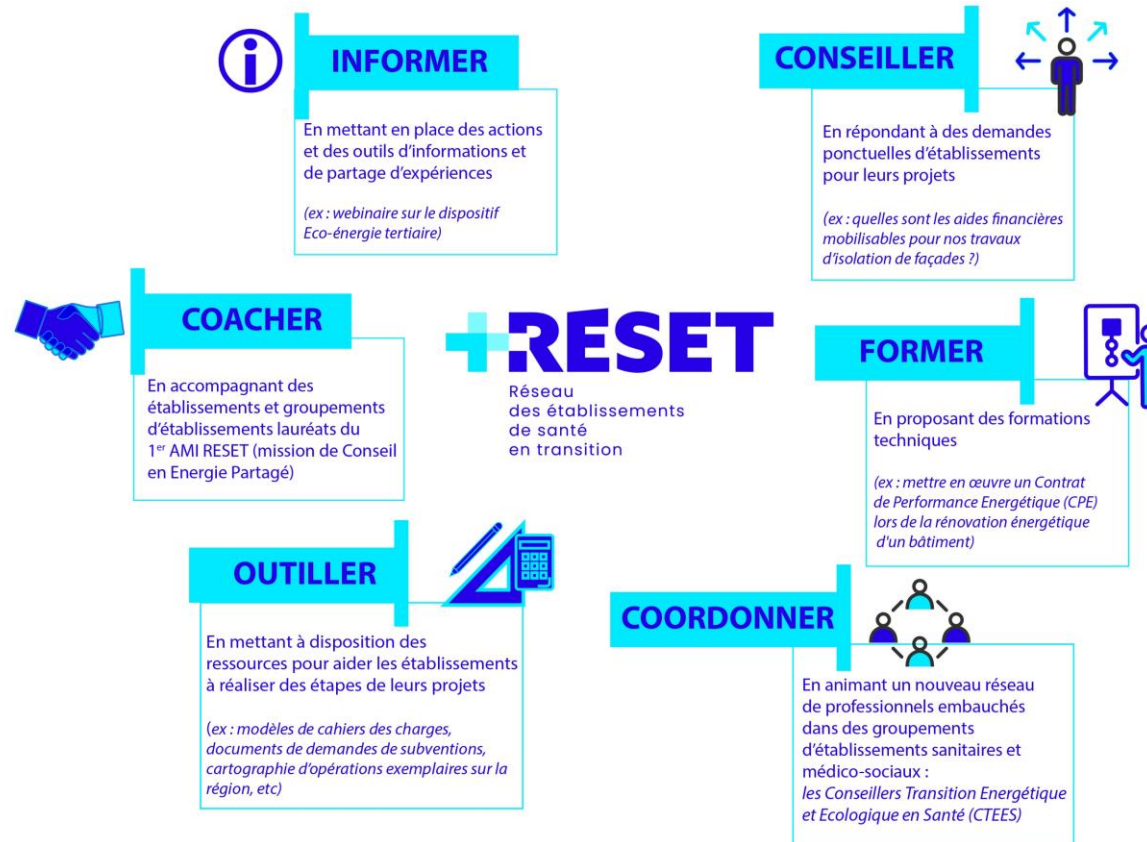 INFORMER
En mettant en place des actions
et des outils d'informations et
de partage d'expériences
(ex : webinaire sur le dispositif
Eco-énergie tertiaire)
CONSEILLER
En répondant à des demandes
ponctuelles d'établissements
pour leurs projets
(ex : quelles sont les aides financières
mobilisables pour nos travaux
d'isolation de façades ?)
COACHER
En accompagnant des
établissements et groupements
d'établissements lauréats du
1er AMI RESET (mission de Conseil
en Energie Partagé)
RÉSET
Réseau
des établissements
de santé
en transition
FORMER
En proposant des formations
techniques
(ex : mettre en œuvre un Contrat
de Performance Energétique (CPE)
lors de la rénovation énergétique
d'un bâtiment)
OUTILLER
En mettant à disposition des
ressources pour aider les établissements
à réaliser des étapes de leurs projets
(ex : modèles de cahiers des charges,
documents de demandes de subventions,
cartographie d'opérations exemplaires sur la
région, etc)
COORDONNER
En animant un nouveau réseau
de professionnels embauchés
dans des groupements
d'établissements sanitaires et
médico-sociaux :
les Conseillers Transition Energétique
et Ecologique en Santé (CTEES)